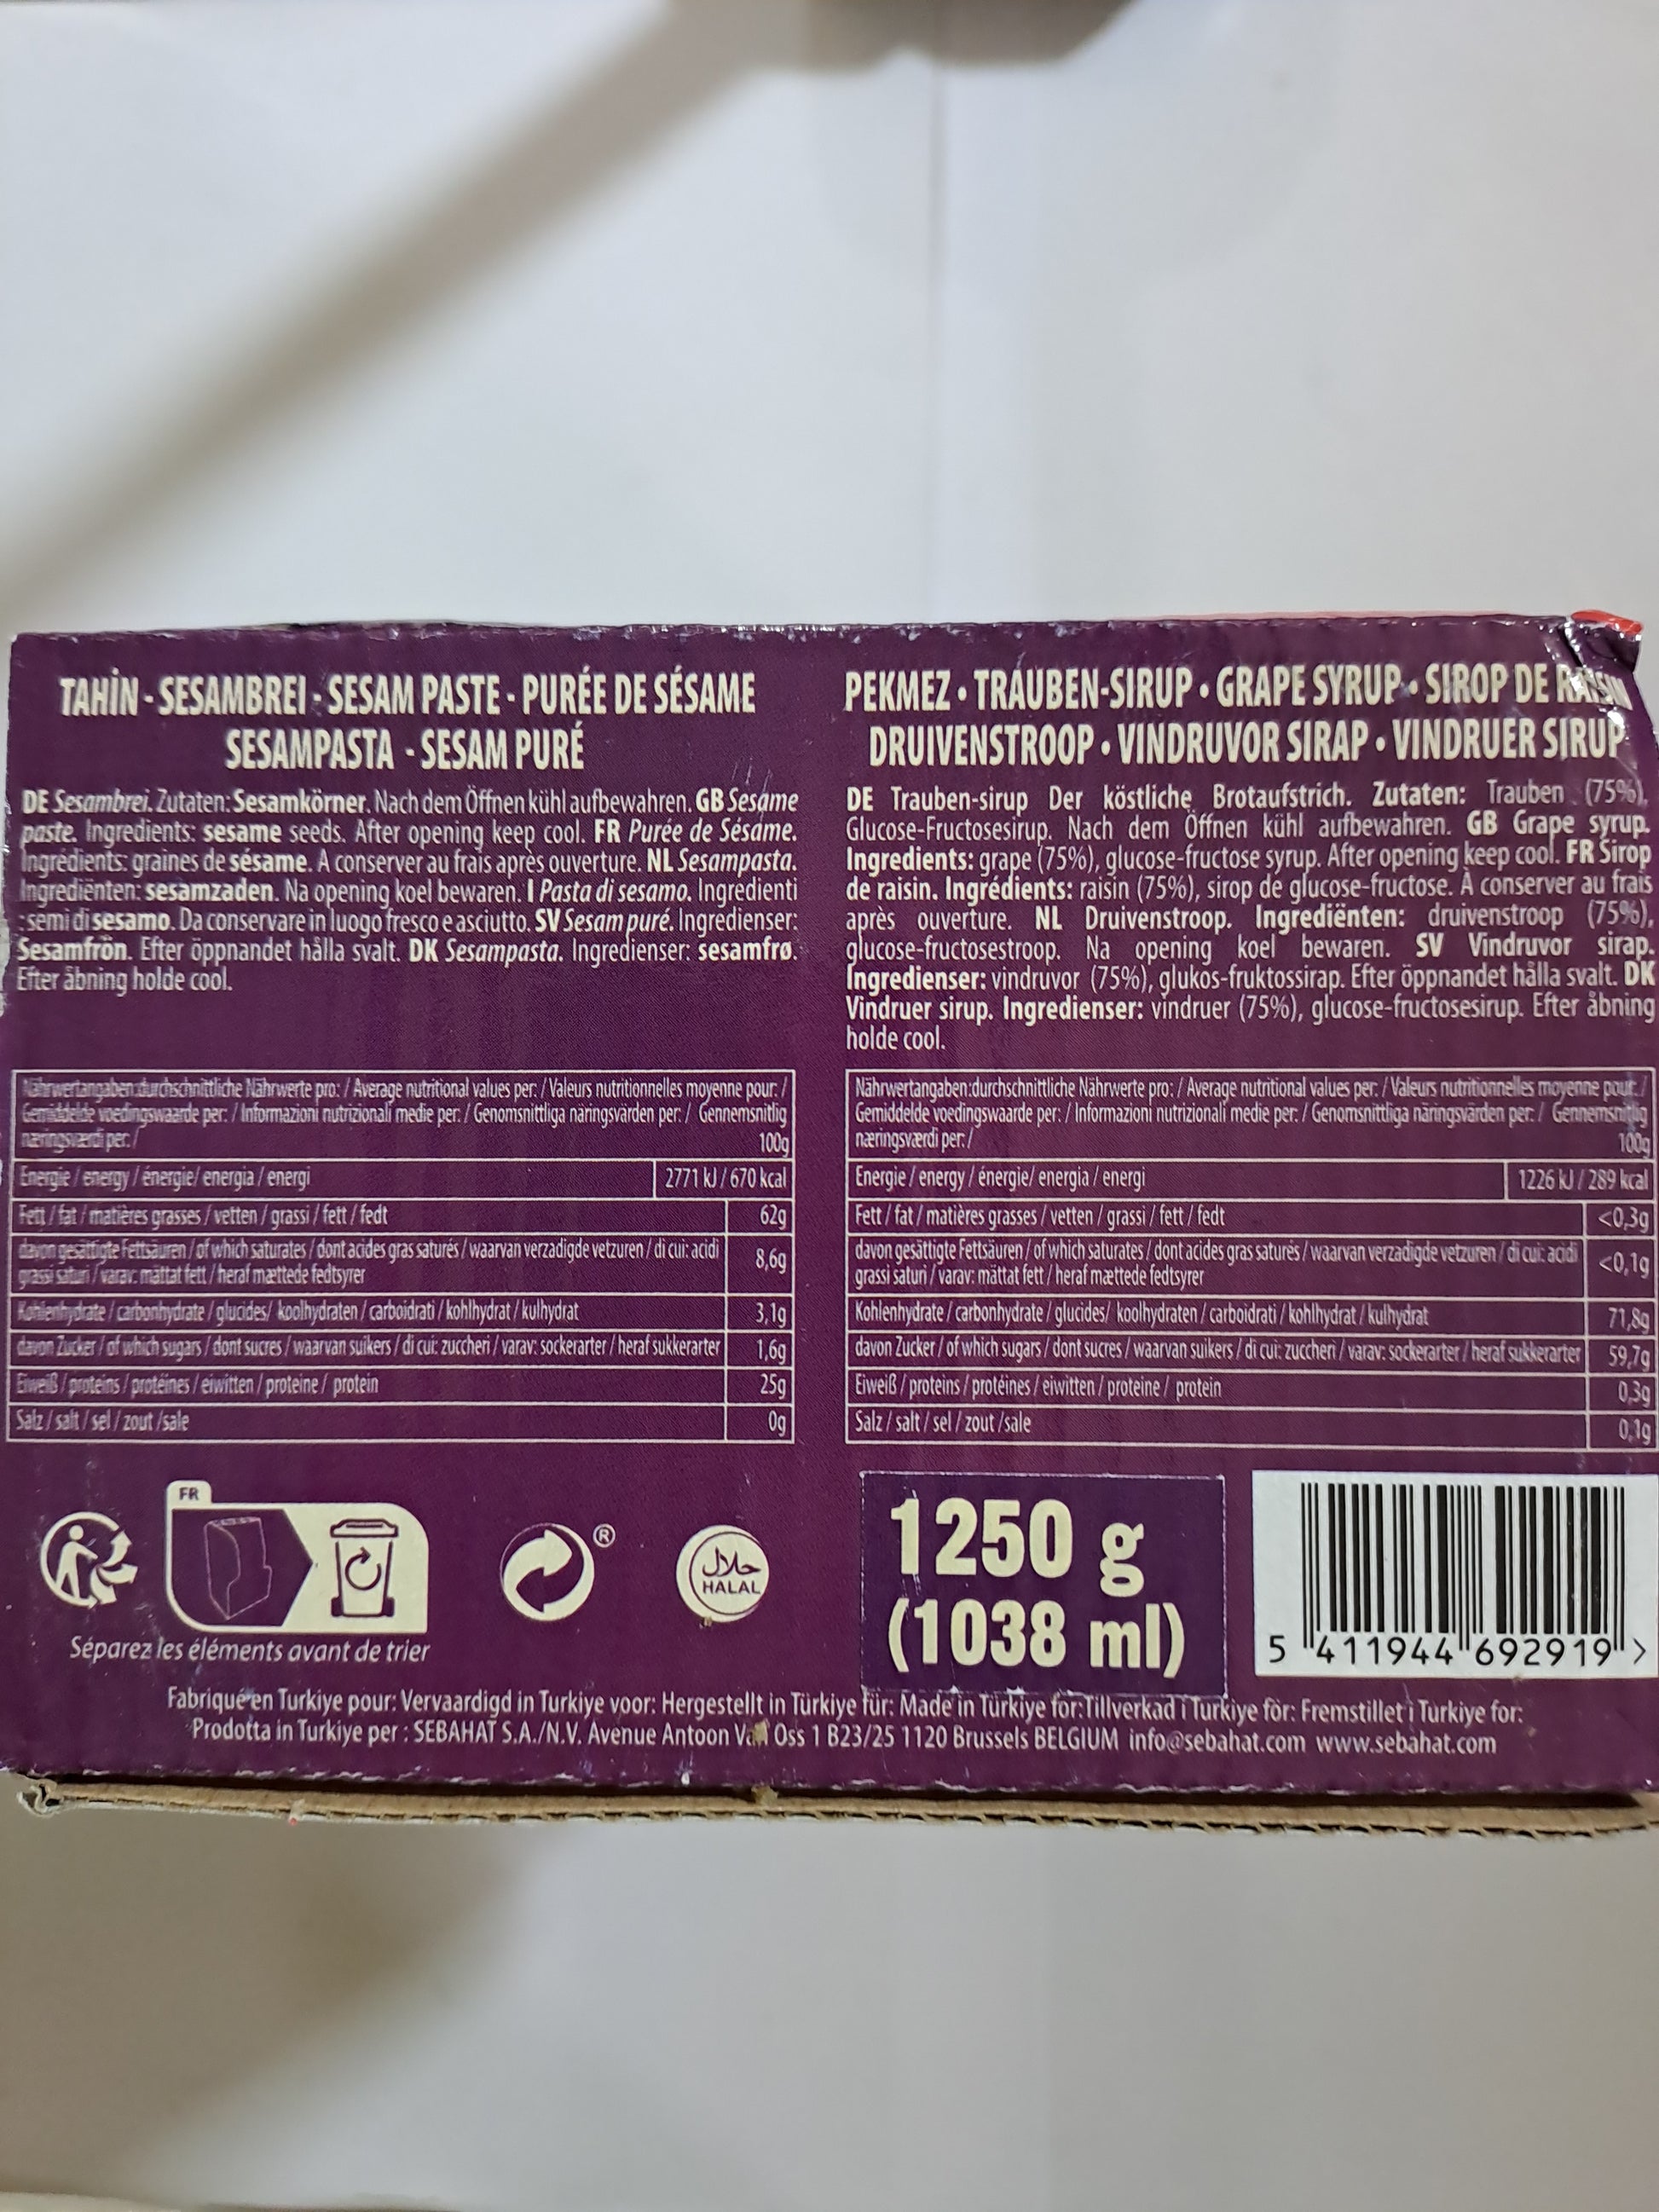 TAHİN - SESAMBREI - SESAM PASTE - PURÉE DE SÉSAME
SESAMPASTA - SESAM PURÉ
DE Sesambrei. Zutaten: Sesamkörner. Nach dem Öffnen kühl aufbewahren. GB Sesame
paste. Ingredients: sesame seeds. After opening keep cool. FR Purée de Sésame.
Ingrédients: graines de sésame. A conserver au frais après ouverture. NL Sesampasta.
Ingrediënten: sesamzaden. Na opening koel bewaren. I Pasta di sesamo. Ingredienti
: semi di sesamo. Da conservare in luogo fresco e asciutto. SV Sesam puré. Ingredienser:
Sesamfrön. Efter öppnandet hålla svalt. DK Sesampasta. Ingredienser: sesamfrø.
Efter åbning holde cool.
Nährwertangaben:durchschnittliche Nährwerte pro: / Average nutritional values per: / Valeurs nutritionnelles moyenne pour: /
Gemiddelde voedingswaarde per: / Informazioni nutrizionali medie per: / Genomsnittliga näringsvärden per: / Gennemsnitlig
næringsværdi per: / 100g
Energie / energy / énergie/ energia / energi 2771 kJ / 670 kcal
Fett / fat / matières grasses / vetten / grassi / fett / fedt 62g
davon gesättigte Fettsäuren / of which saturates / dont acides gras saturés / waarvan verzadigde vetzuren / di cui: acidi
grassi saturi / varav: mättat fett / heraf mættede fedtsyrer 8,6g
Kohlenhydrate / carbonhydrate / glucides/ koolhydraten / carboidrati / kohlhydrat / kulhydrat 3,1g
davon Zucker / of which sugars / dont sucres / waarvan suikers / di cui: zuccheri / varav: sockerarter / heraf sukkerarter 1,6g
Eiweiß / proteins / protéines / eiwitten / proteine / protein 25g
Salz / salt / sel / zout /sale 0g
PEKMEZ • TRAUBEN-SIRUP • GRAPE SYRUP • SIROP DE RAISIN
DRUIVENSTROOP • VINDRUVOR SIRAP • VINDRUER SIRUP
DE Trauben-sirup Der köstliche Brotaufstrich. Zutaten: Trauben (75%),
Glucose-Fructosesirup. Nach dem Öffnen kühl aufbewahren. GB Grape syrup.
Ingredients: grape (75%), glucose-fructose syrup. After opening keep cool. FR Sirop
de raisin. Ingrédients: raisin (75%), sirop de glucose-fructose. À conserver au frais
après ouverture. NL Druivenstroop. Ingrediënten: druivenstroop (75%),
glucose-fructosestroop. Na opening koel bewaren. SV Vindruvor sirap.
Ingredienser: vindruvor (75%), glukos-fruktossirap. Efter öppnandet hålla svalt. DK
Vindruer sirup. Ingredienser: vindruer (75%), glucose-fructosesirup. Efter åbning
holde cool.
Nährwertangaben:durchschnittliche Nährwerte pro: / Average nutritional values per: / Valeurs nutritionnelles moyenne pour: /
Gemiddelde voedingswaarde per: / Informazioni nutrizionali medie per: / Genomsnittliga näringsvärden per: / Gennemsnitlig
næringsværdi per: / 100g
Energie / energy / énergie/ energia / energi 1226 kJ / 289 kcal
Fett / fat / matières grasses / vetten / grassi / fett / fedt <0,3g
davon gesättigte Fettsäuren / of which saturates / dont acides gras saturés / waarvan verzadigde vetzuren / di cui: acidi
grassi saturi / varav: mättat fett / heraf mættede fedtsyrer <0,1g
Kohlenhydrate / carbonhydrate / glucides/ koolhydraten / carboidrati / kohlhydrat / kulhydrat 71,8g
davon Zucker / of which sugars / dont sucres / waarvan suikers / di cui: zuccheri / varav: sockerarter / heraf sukkerarter 59,7g
Eiweiß / proteins / protéines / eiwitten / proteine / protein 0,3g
Salz / salt / sel / zout /sale 0,1g
FR
Séparez les éléments avant de trier
®
حلال
HALAL
1250 g
(1038 ml)
5 411944 692919 >
Fabriqué en Turkiye pour: Vervaardigd in Turkiye voor: Hergestellt in Türkiye für: Made in Türkiye for: Tillverkad i Turkiye för: Fremstillet i Turkiye for:
Prodotta in Turkiye per : SEBAHAT S.A./N.V. Avenue Antoon Van Oss 1 B23/25 1120 Brussels BELGIUM info@sebahat.com www.sebahat.com